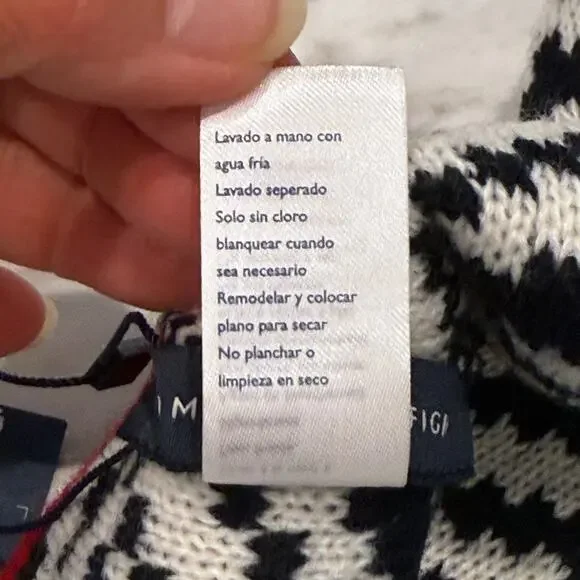 Lavado a mano con
agua fría
Lavado seperado
Solo sin cloro
blanquear cuando
sea necesario
Remodelar y colocar
plano para secar
No planchar o
limpieza en seco
M
FIGI
L